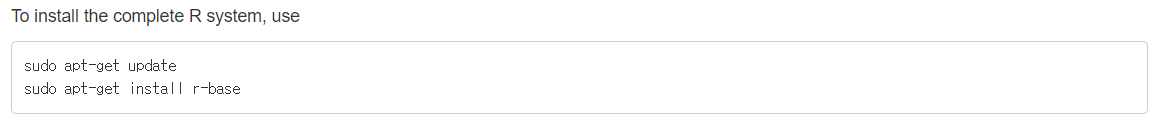 To install the complete R system, use
sudo apt-get update
sudo apt-get install r-base